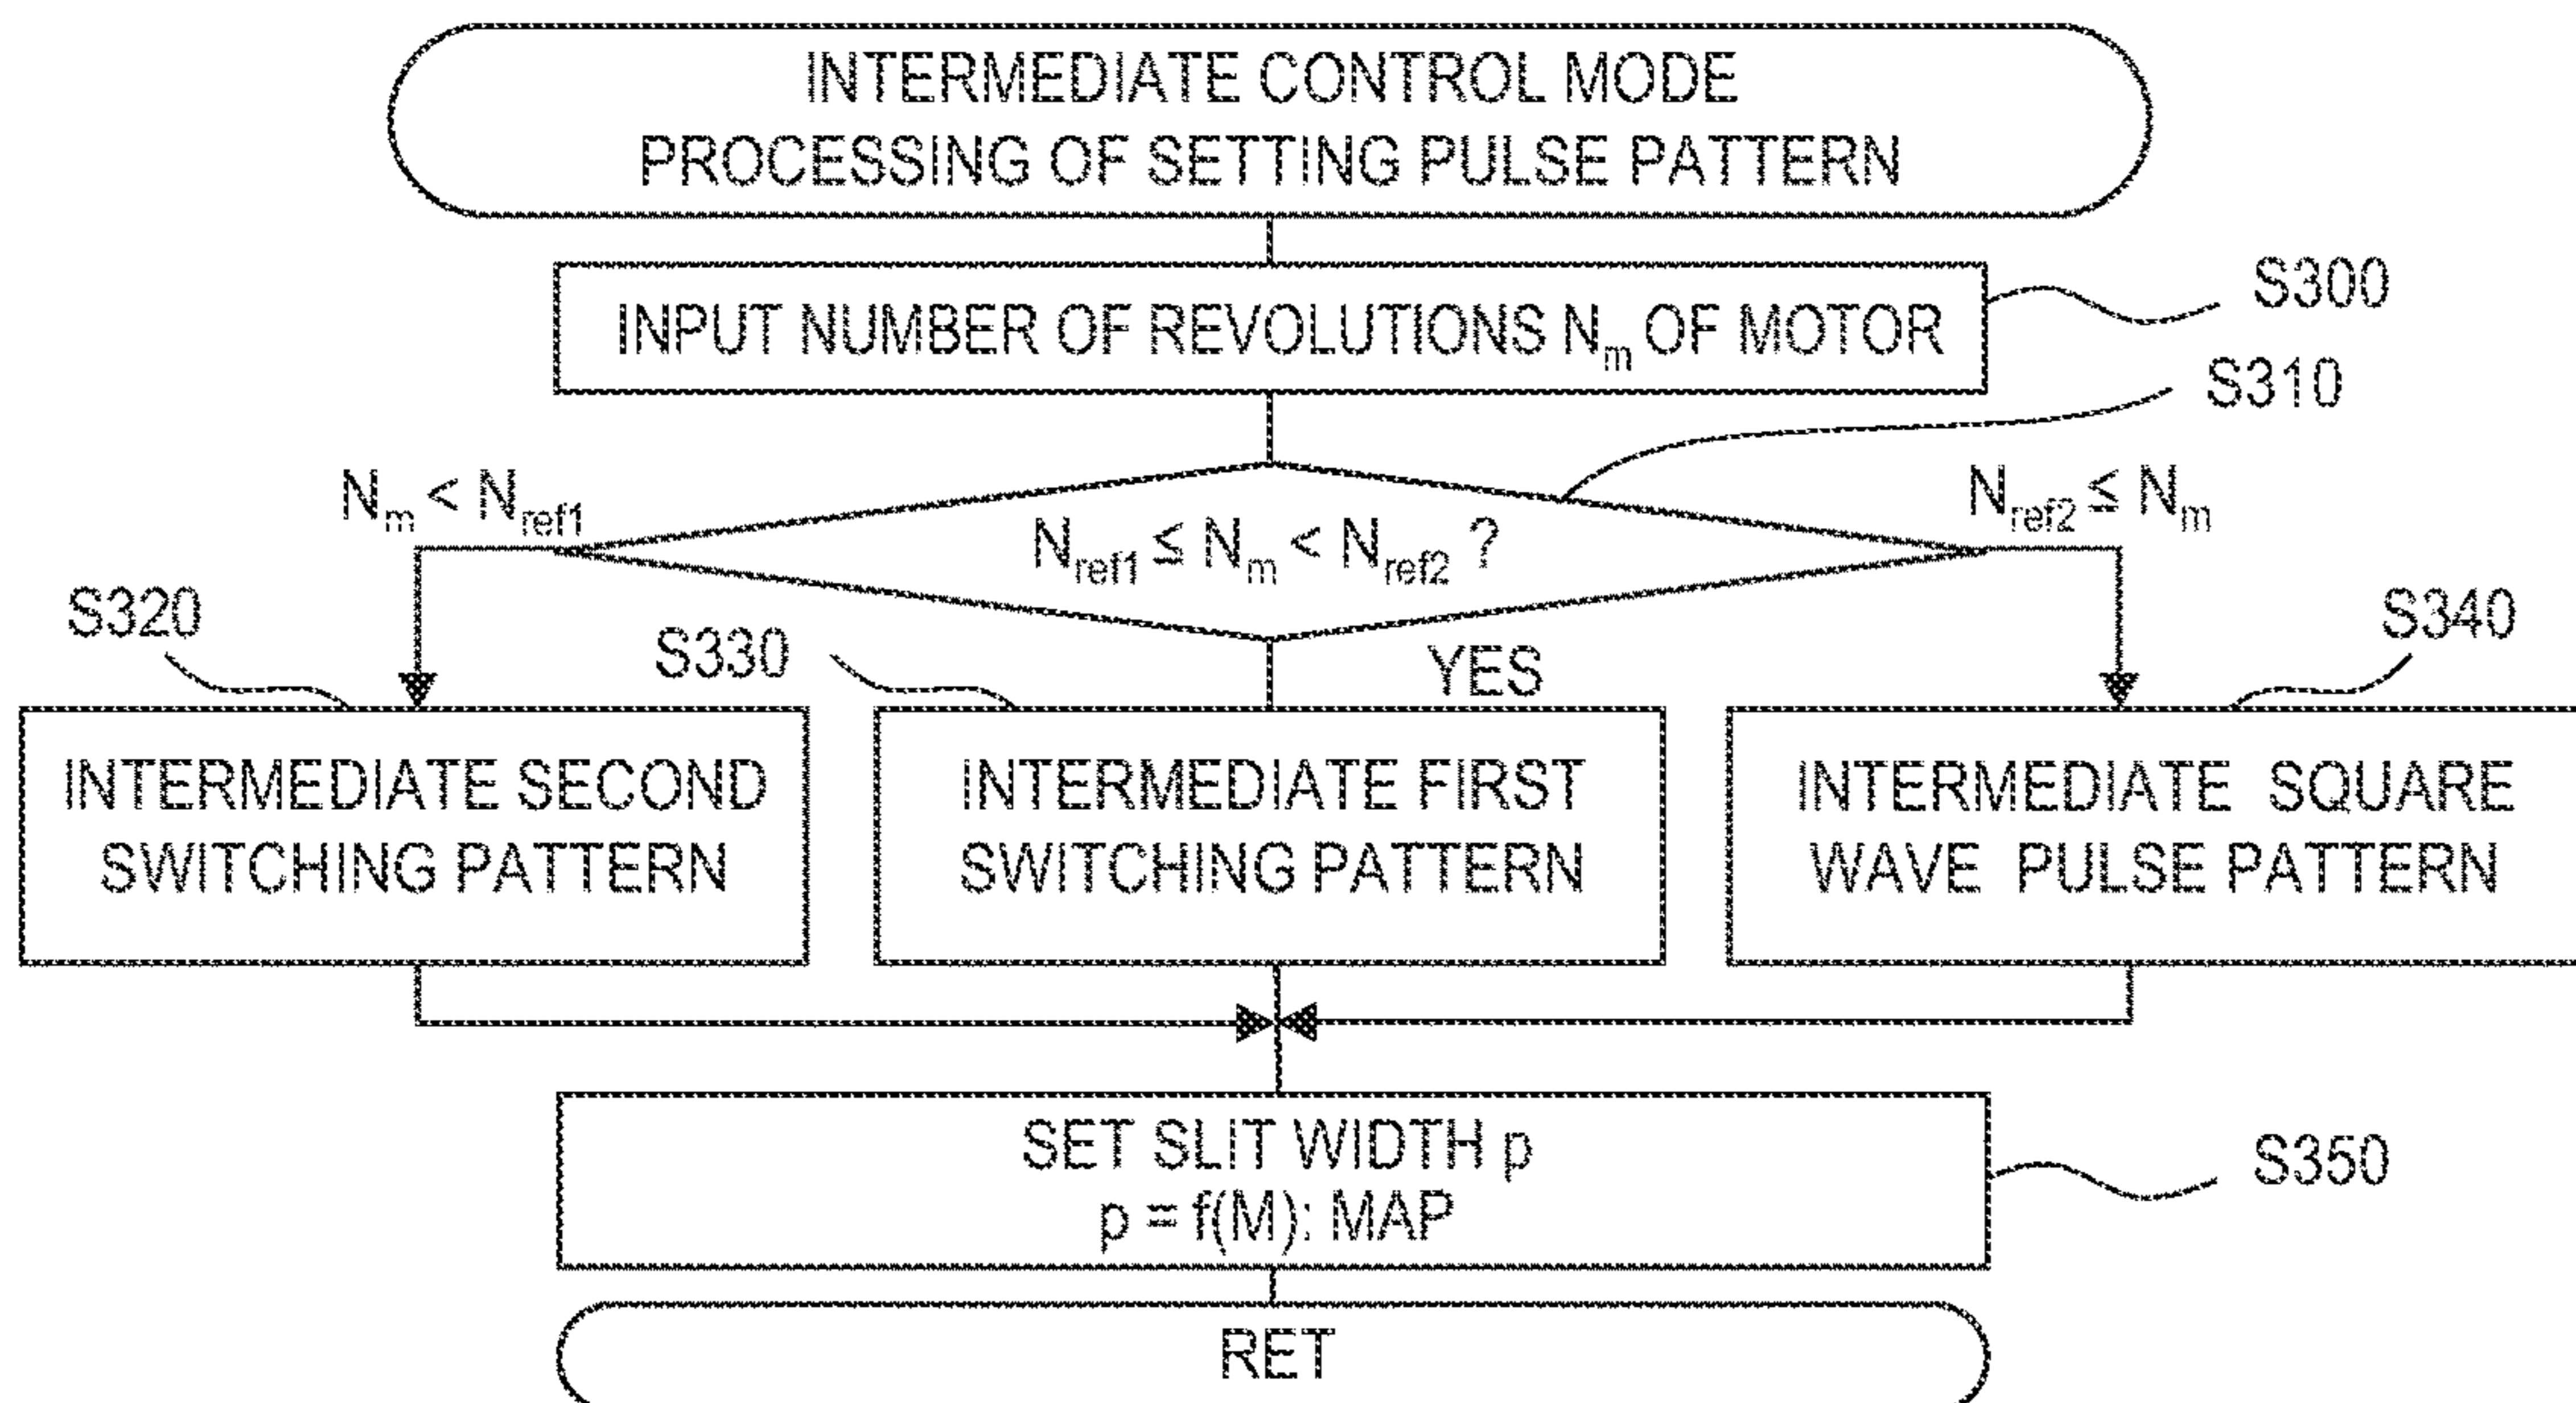 INTERMEDIATE CONTROL MODE
PROCESSING OF SETTING PULSE PATTERN
INPUT NUMBER OF REVOLUTIONS Nm OF MOTOR
S300
S310
Nm < Nref1
Nref1 ≤ Nm < Nref2 ?
Nref2 ≤ Nm
S320
S330
YES
S340
INTERMEDIATE SECOND
SWITCHING PATTERN
INTERMEDIATE FIRST
SWITCHING PATTERN
INTERMEDIATE SQUARE
WAVE PULSE PATTERN
SET SLIT WIDTH p
p = f(M): MAP
S350
RET